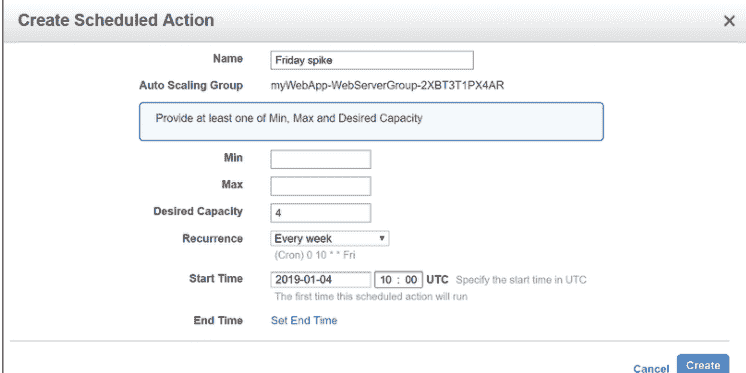 Create Scheduled Action ×
Name Friday spike
Auto Scaling Group myWebApp-WebServerGroup-2XBT3T1PX4AR
Provide at least one of Min, Max and Desired Capacity
Min
Max
Desired Capacity 4
Recurrence Every week
(Cron) 0 10 * * Fri
Start Time 2019-01-04 10 : 00 UTC Specify the start time in UTC
The first time this scheduled action will run
End Time Set End Time
Cancel Create